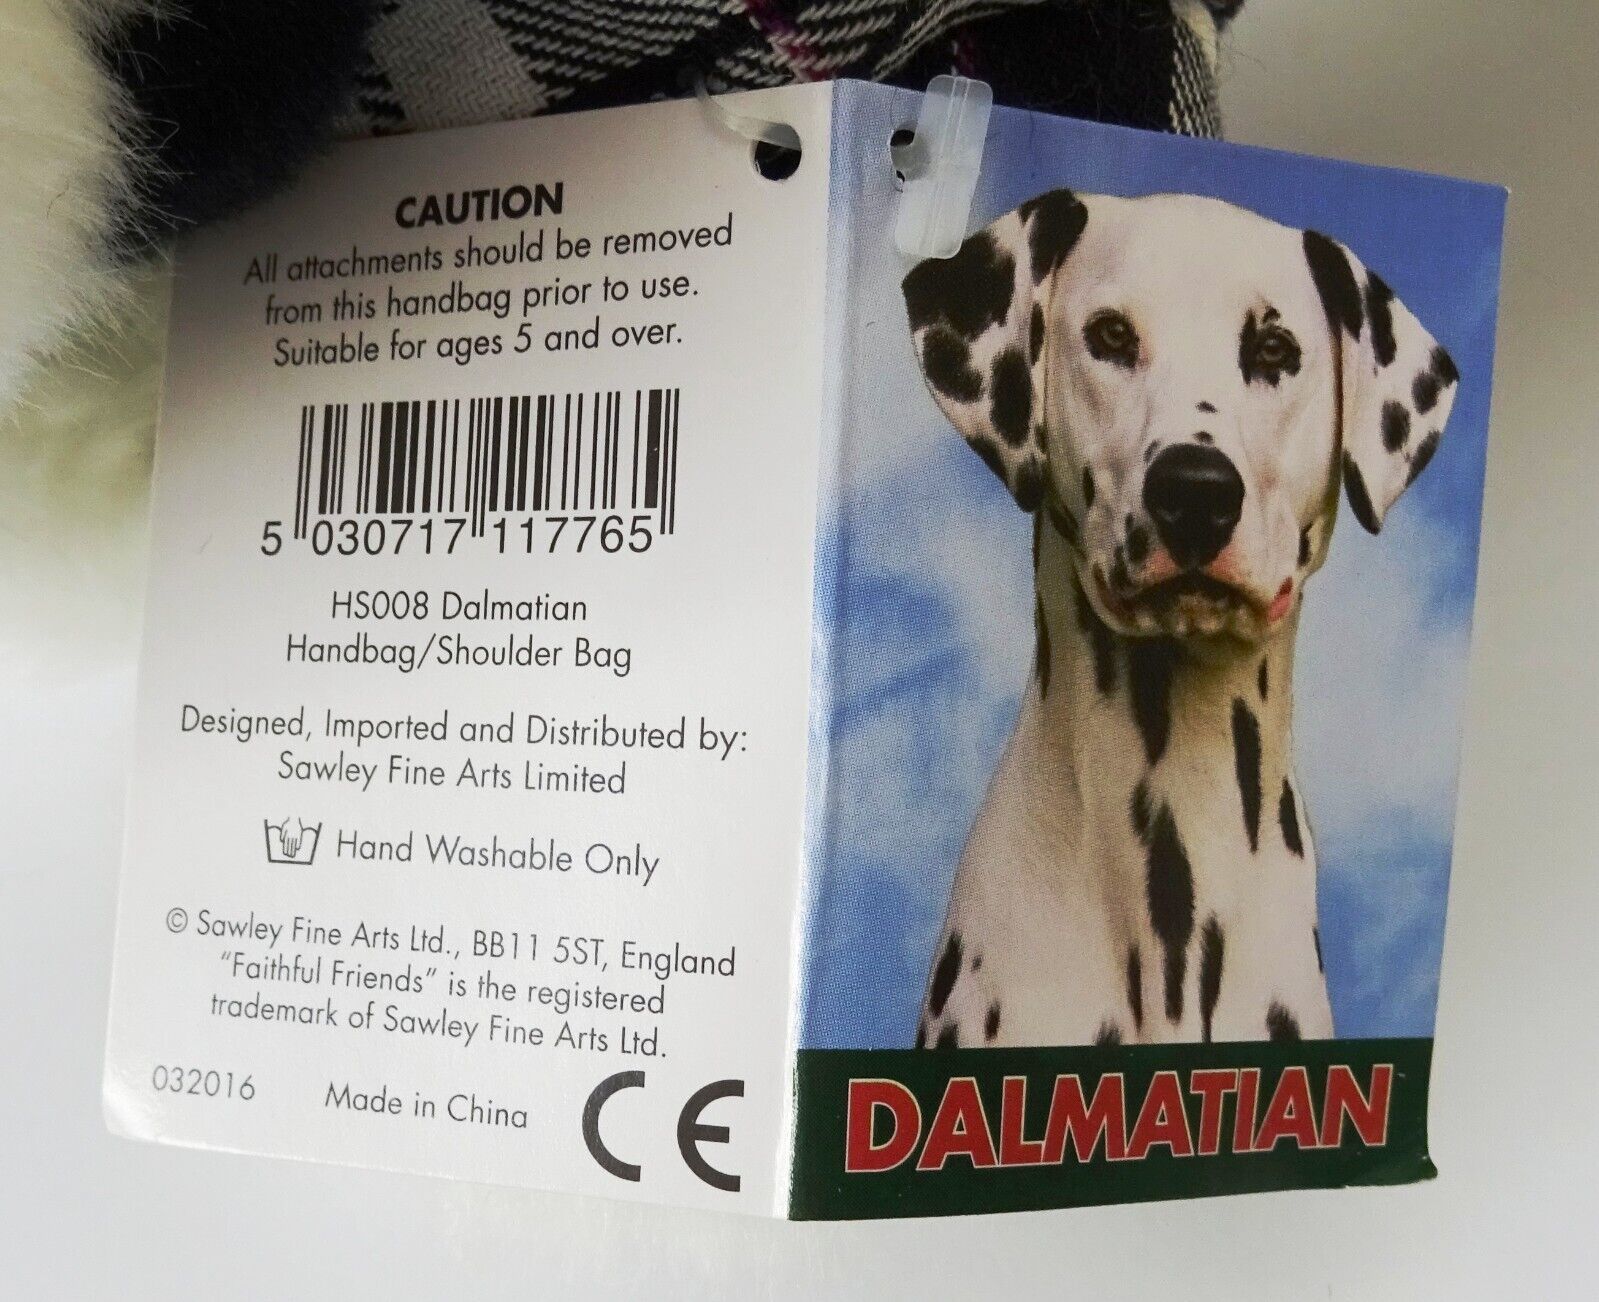 CAUTION
All attachments should be removed
from this handbag prior to use.
Suitable for ages 5 and over.
5 030717 117765
HS008 Dalmatian
Handbag/Shoulder Bag
Designed, Imported and Distributed by:
Sawley Fine Arts Limited
Hand Washable Only
© Sawley Fine Arts Ltd., BB11 5ST, England
"Faithful Friends" is the registered
trademark of Sawley Fine Arts Ltd.
032016 Made in China CE
DALMATIAN